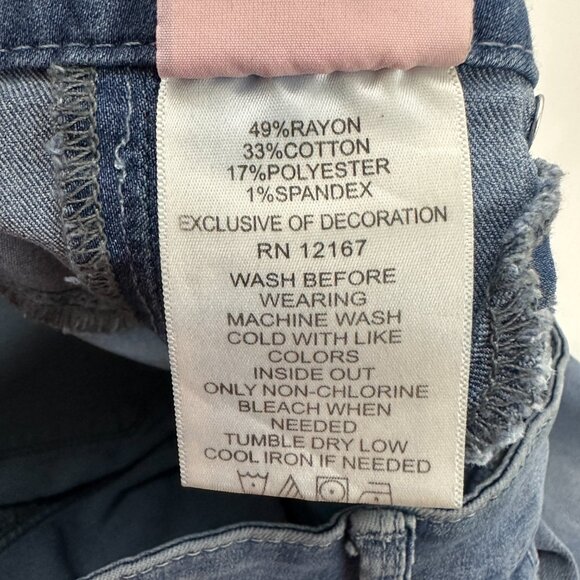 49%RAYON
33%COTTON
17%POLYESTER
1%SPANDEX
EXCLUSIVE OF DECORATION
RN 12167
WASH BEFORE
WEARING
MACHINE WASH
COLD WITH LIKE
COLORS
INSIDE OUT
ONLY NON-CHLORINE
BLEACH WHEN
NEEDED
TUMBLE DRY LOW
COOL IRON IF NEEDED